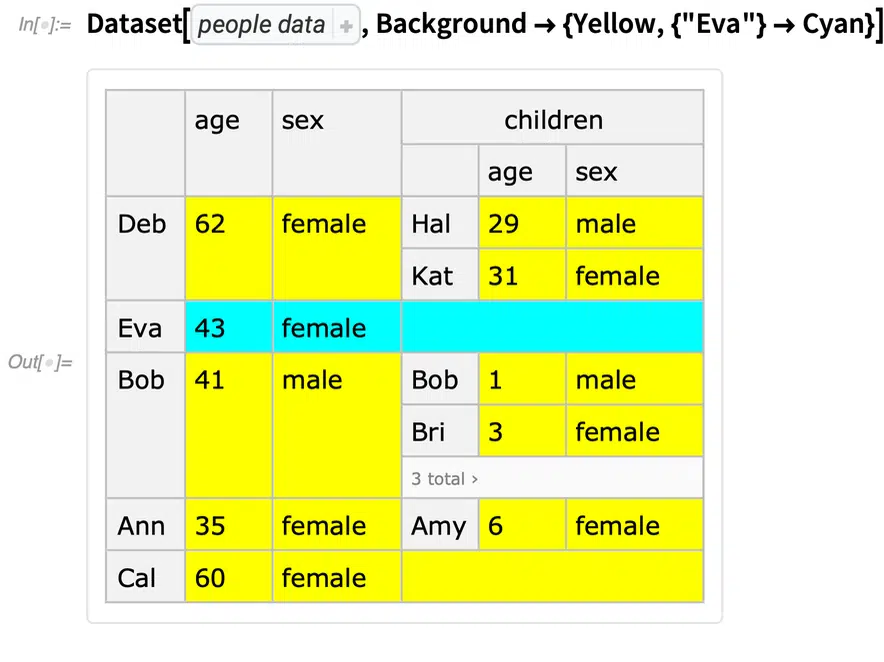 In[●]:= Dataset[people data +, Background → {Yellow, {"Eva"} → Cyan}]
age sex children
age sex
Deb 62 female Hal 29 male
Kat 31 female
Eva 43 female
Out[●]=
Bob 41 male Bob 1 male
Bri 3 female
3 total ›
Ann 35 female Amy 6 female
Cal 60 female